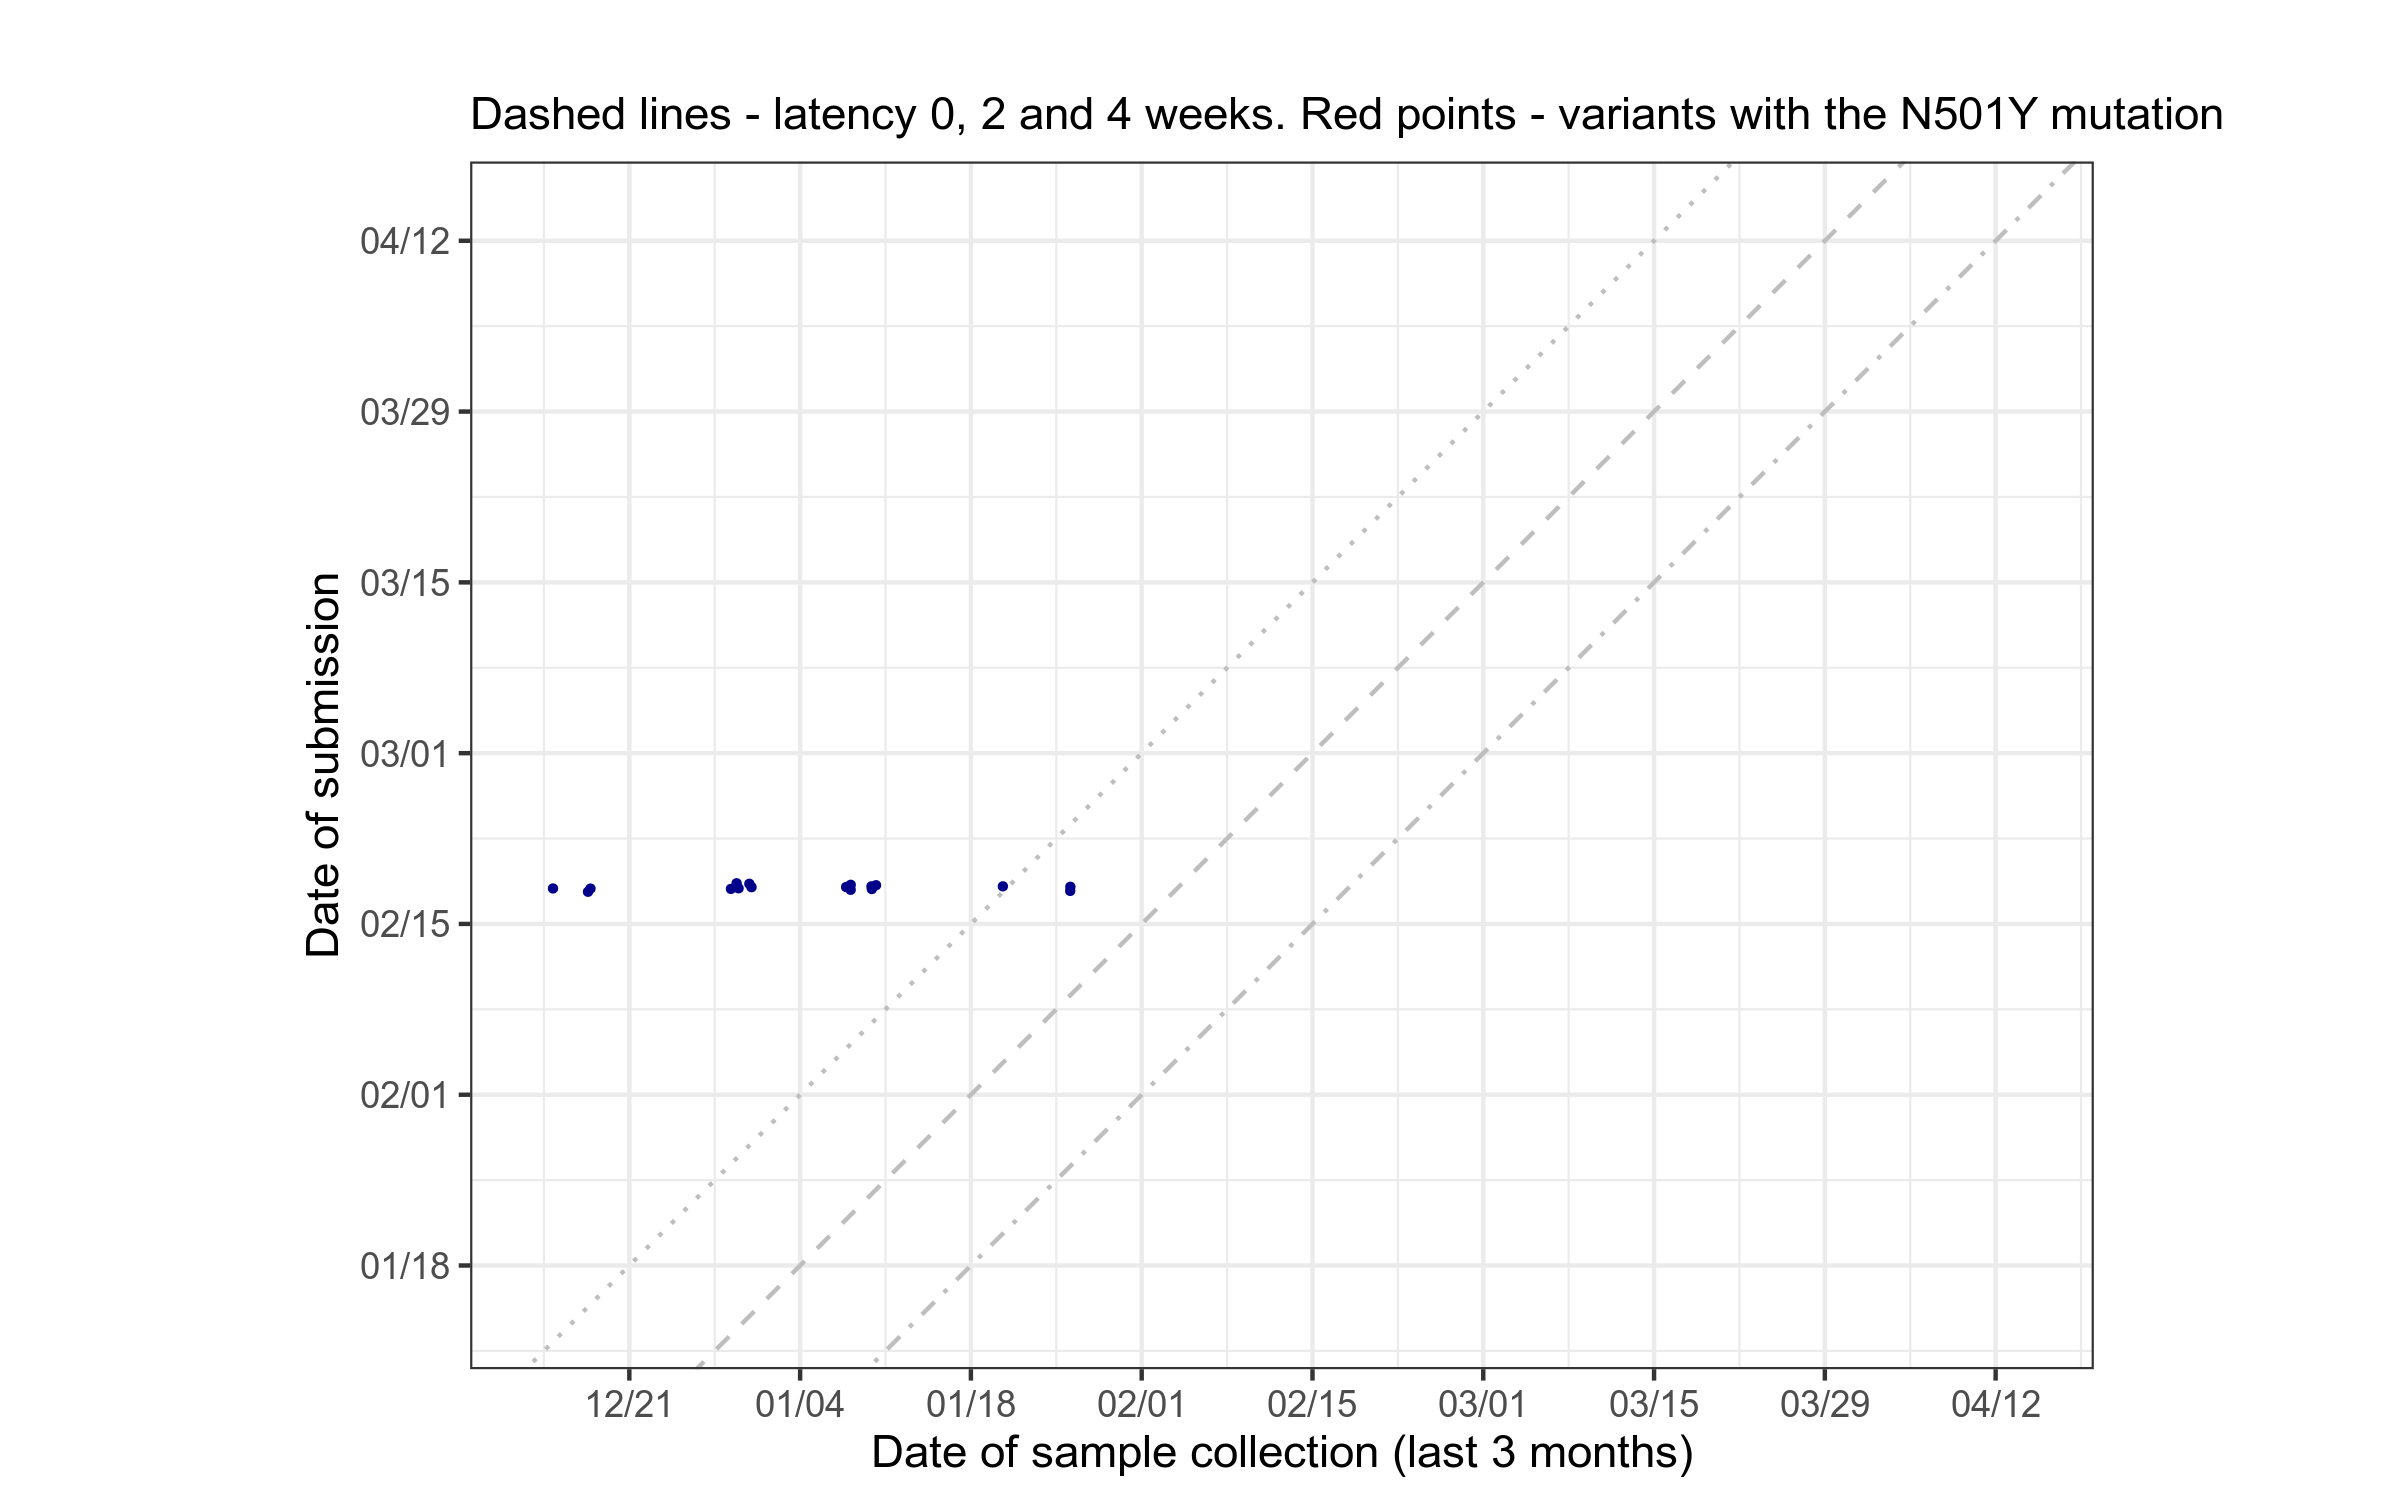 Dashed lines - latency 0, 2 and 4 weeks. Red points - variants with the N501Y mutation
Date of submission
04/12
03/29
03/15
03/01
02/15
02/01
01/18
12/21 01/04 01/18 02/01 02/15 03/01 03/15 03/29 04/12
Date of sample collection (last 3 months)